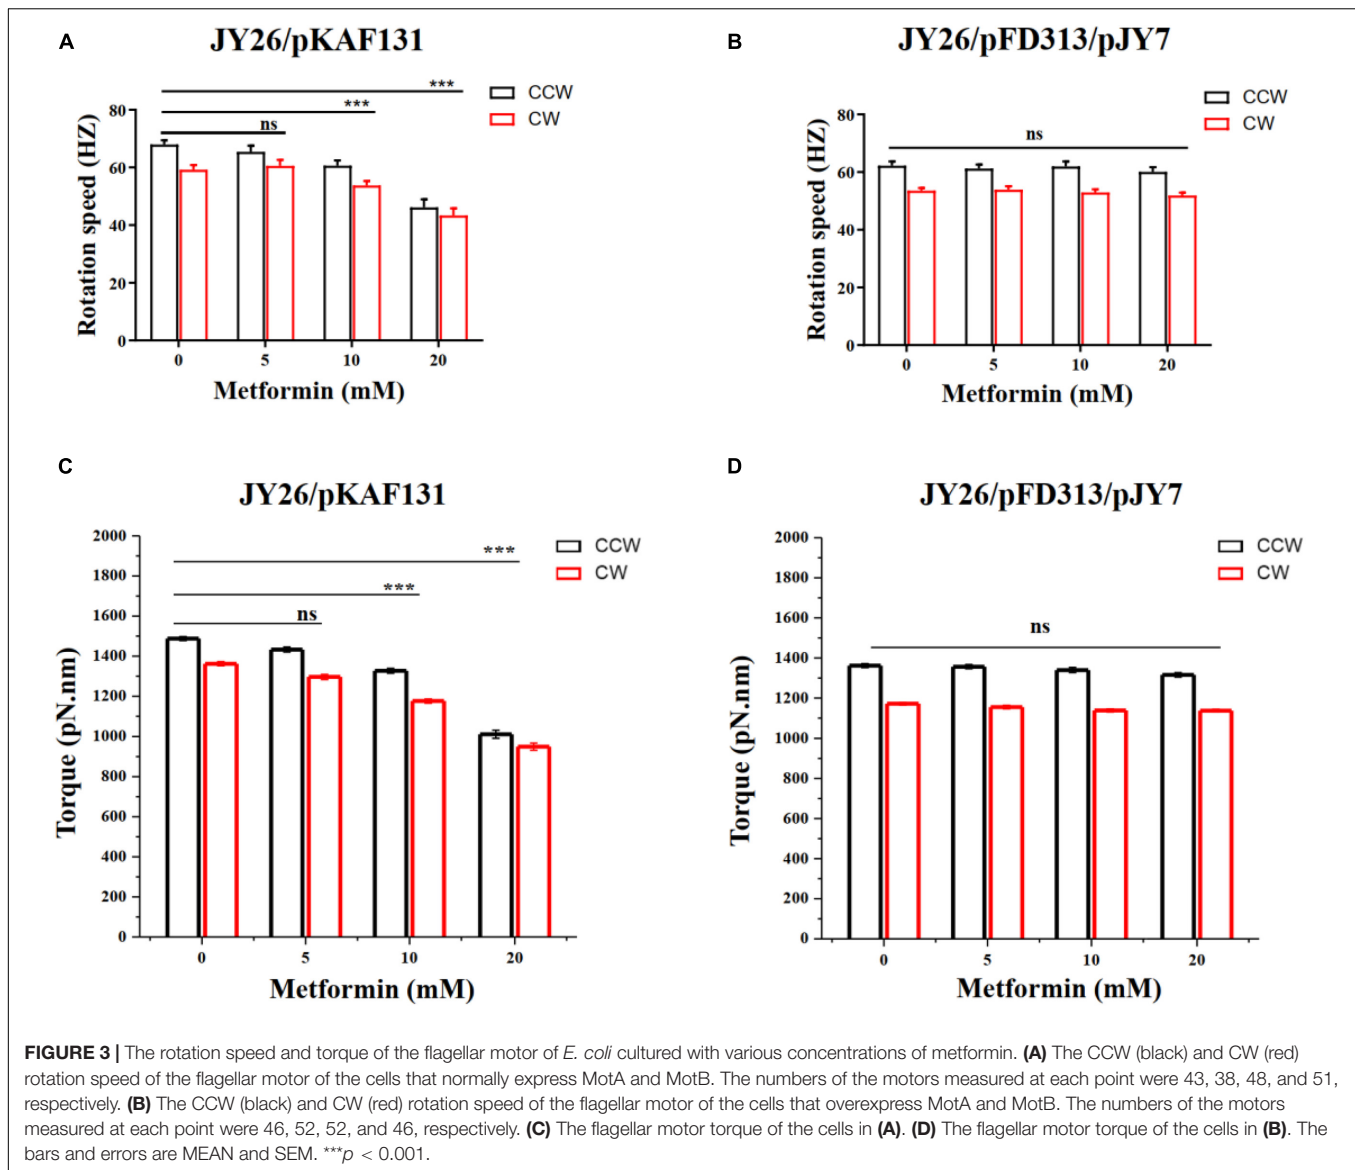 A
JY26/pKAF131
***
***
ns
CCW
CW
80
60
40
20
0
Rotation speed (HZ)
0 5 10 20
Metformin (mM)
B
JY26/pFD313/pJY7
ns
CCW
CW
80
60
40
20
0
Rotation speed (HZ)
0 5 10 20
Metformin (mM)
C
JY26/pKAF131
***
***
ns
CCW
CW
2000
1800
1600
1400
1200
1000
800
600
400
200
0
Torque (pN.nm)
0 5 10 20
Metformin (mM)
D
JY26/pFD313/pJY7
ns
CCW
CW
2000
1800
1600
1400
1200
1000
800
600
400
200
0
Torque (pN.nm)
0 5 10 20
Metformin (mM)
FIGURE 3 | The rotation speed and torque of the flagellar motor of E. coli cultured with various concentrations of metformin. (A) The CCW (black) and CW (red)
rotation speed of the flagellar motor of the cells that normally express MotA and MotB. The numbers of the motors measured at each point were 43, 38, 48, and 51,
respectively. (B) The CCW (black) and CW (red) rotation speed of the flagellar motor of the cells that overexpress MotA and MotB. The numbers of the motors
measured at each point were 46, 52, 52, and 46, respectively. (C) The flagellar motor torque of the cells in (A). (D) The flagellar motor torque of the cells in (B). The
bars and errors are MEAN and SEM. ***p < 0.001.